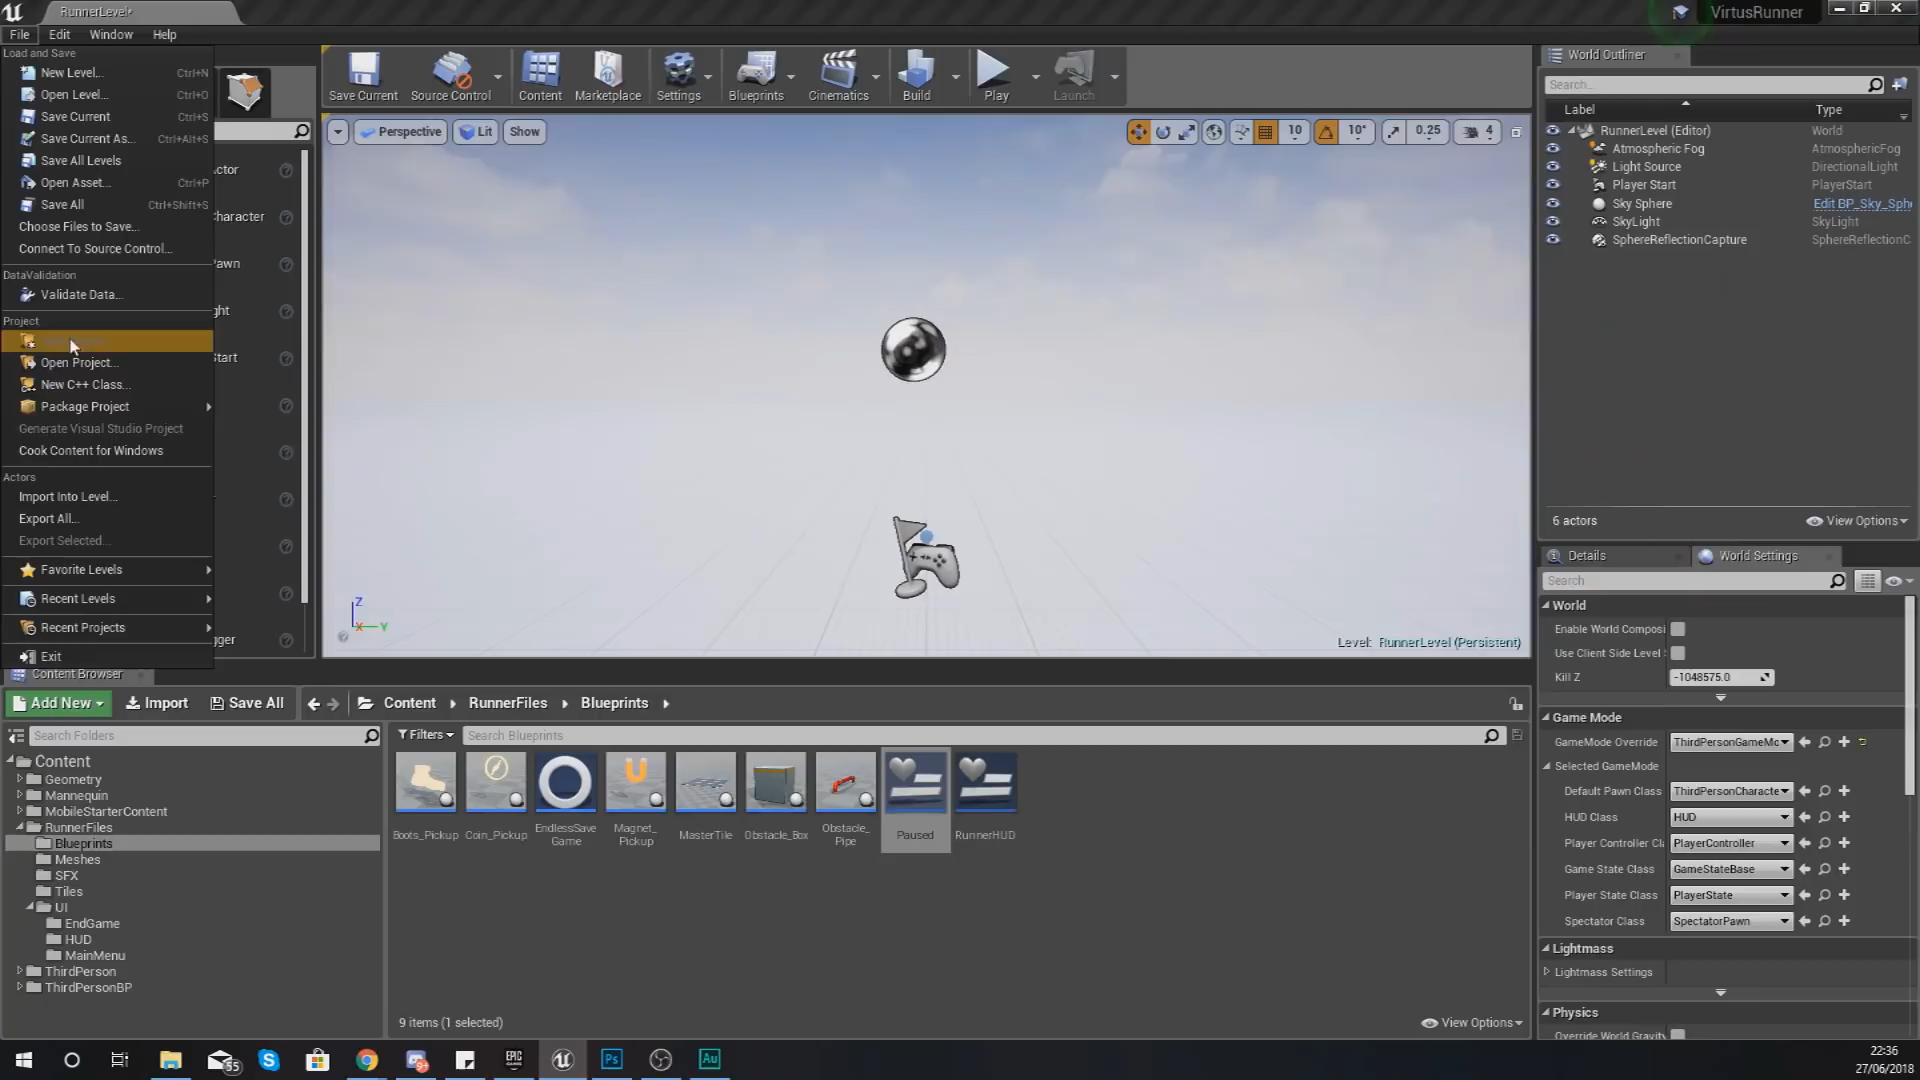 RunnerLevel*
VirtusRunner
File Edit Window Help
Load and Save
New Level... Ctrl+N
Open Level... Ctrl+O
Save Current Ctrl+S
Save Current As... Ctrl+Alt+S
Save All Levels
Open Asset... Ctrl+P
Save All Ctrl+Shift+S
Choose Files to Save...
Connect To Source Control...
DataValidation
Validate Data...
Project
Open Project...
New C++ Class...
Package Project
Generate Visual Studio Project
Cook Content for Windows
Actors
Import Into Level...
Export All...
Export Selected...
Favorite Levels
Recent Levels
Recent Projects
Exit
Save Current Source Control Content Marketplace Settings Blueprints Cinematics Build Play Launch
Perspective Lit Show
10 10° 0.25 4
Z
X Y
Level: RunnerLevel (Persistent)
World Outliner
Search...
Label Type
RunnerLevel (Editor) World
Atmospheric Fog AtmosphericFog
Light Source DirectionalLight
Player Start PlayerStart
Sky Sphere Edit BP_Sky_Sph
SkyLight SkyLight
SphereReflectionCapture SphereReflectionC
6 actors View Options
Details World Settings
Search
World
Enable World Composi
Use Client Side Level
Kill Z -1048575.0
Game Mode
GameMode Override ThirdPersonGameMc
Selected GameMode
Default Pawn Class ThirdPersonCharacte
HUD Class HUD
Player Controller Cl PlayerController
Game State Class GameStateBase
Player State Class PlayerState
Spectator Class SpectatorPawn
Lightmass
Lightmass Settings
Physics
Override World Gravit
Content Browser
Add New Import Save All Content RunnerFiles Blueprints
Search Folders
Filters Search Blueprints
Content
Geometry
Mannequin
MobileStarterContent
RunnerFiles
Blueprints
Meshes
SFX
Tiles
UI
EndGame
HUD
MainMenu
ThirdPerson
ThirdPersonBP
Boots_Pickup Coin_Pickup EndlessSave Game Magnet_ Pickup MasterTile Obstacle_Box Obstacle_ Pipe Paused RunnerHUD
9 items (1 selected) View Options
55
EPIC
Ps
Au
22:36
27/06/2018